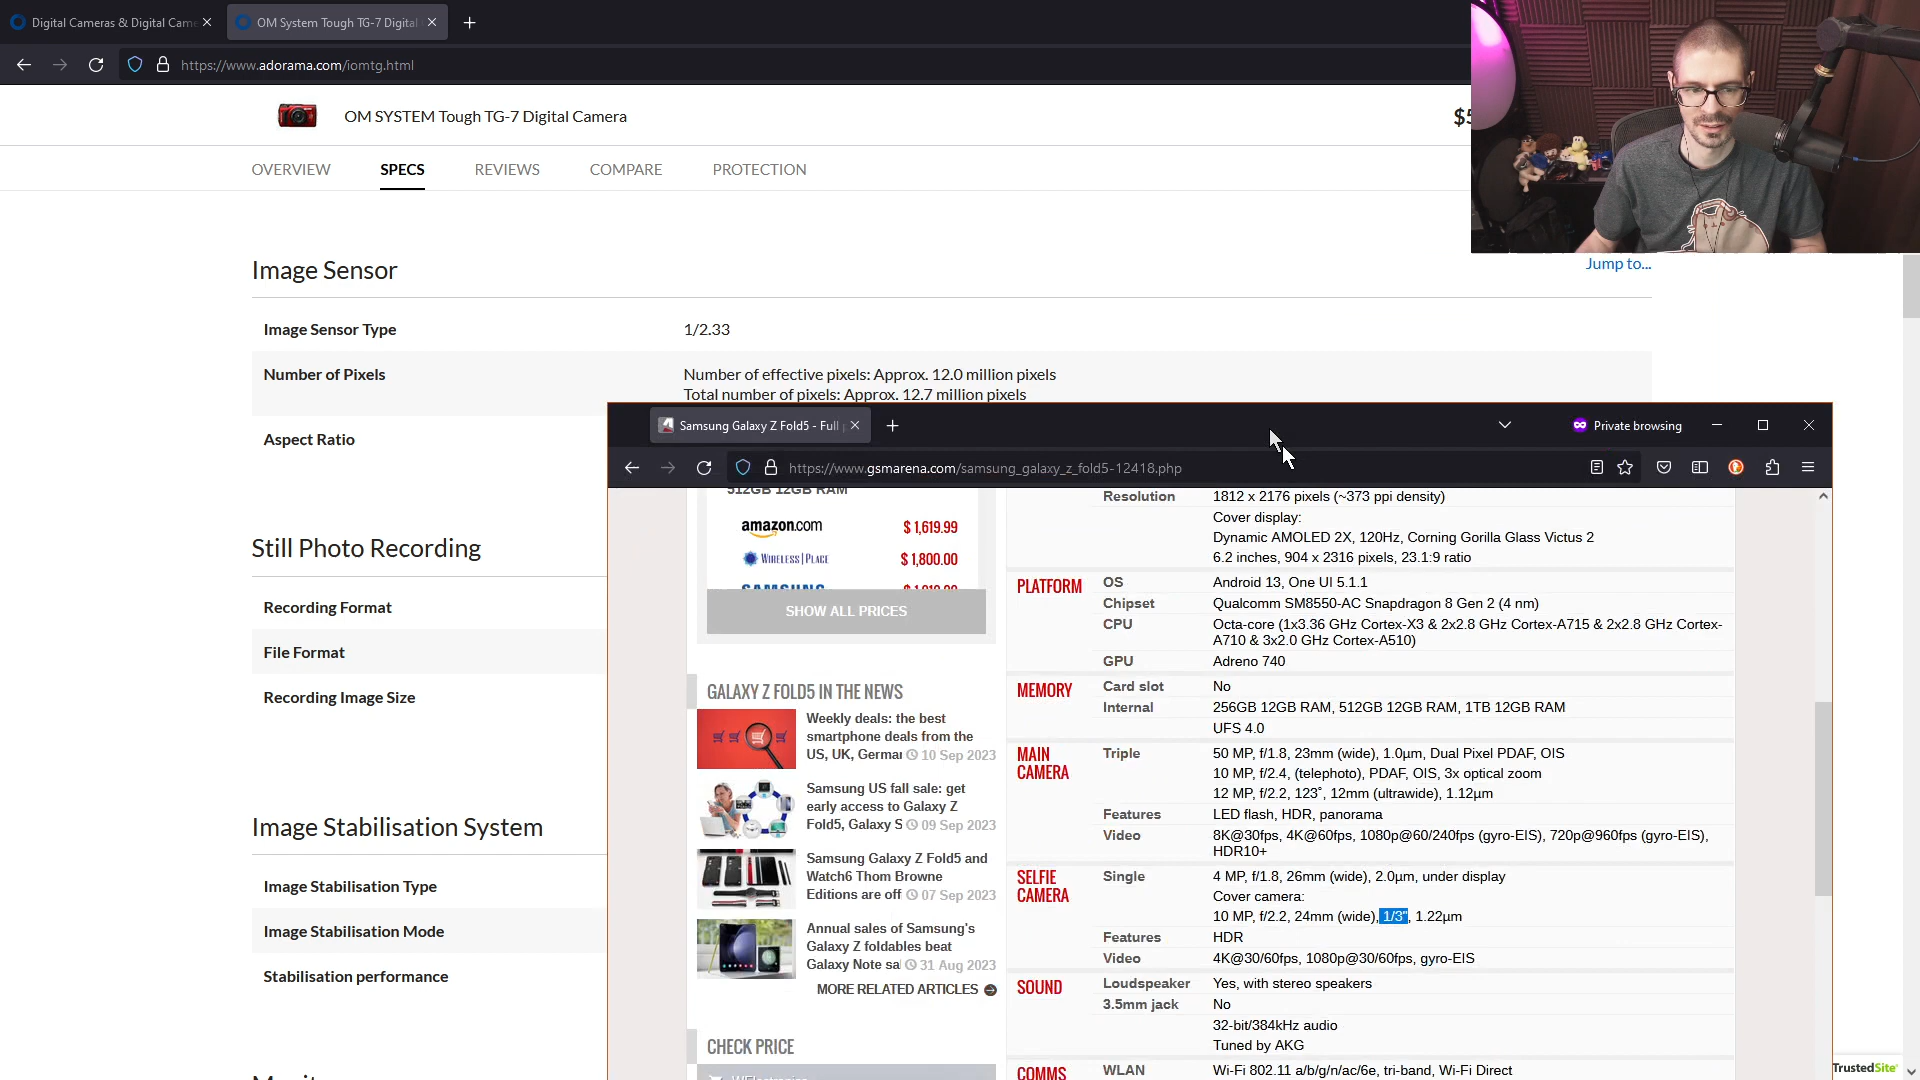 Digital Cameras & Digital Came
OM System Tough TG-7 Digital
https://www.adorama.com/iomtg.html
OM SYSTEM Tough TG-7 Digital Camera
OVERVIEW
SPECS
REVIEWS
COMPARE
PROTECTION
Jump to...
Image Sensor
Image Sensor Type
1/2.33
Number of Pixels
Number of effective pixels: Approx. 12.0 million pixels
Total number of pixels: Approx. 12.7 million pixels
Aspect Ratio
Still Photo Recording
Recording Format
File Format
Recording Image Size
Image Stabilisation System
Image Stabilisation Type
Image Stabilisation Mode
Stabilisation performance
Samsung Galaxy Z Fold5 - Full
Private browsing
https://www.gsmarena.com/samsung_galaxy_z_fold5-12418.php
512GB 12GB RAM
amazon.com
$ 1,619.99
WIRELESS|PLACE
$ 1,800.00
SAMSUNG
SHOW ALL PRICES
GALAXY Z FOLD5 IN THE NEWS
Weekly deals: the best
smartphone deals from the
US, UK, Germa 10 Sep 2023
Samsung US fall sale: get
early access to Galaxy Z
Fold5, Galaxy S 09 Sep 2023
Samsung Galaxy Z Fold5 and
Watch6 Thom Browne
Editions are off 07 Sep 2023
Annual sales of Samsung's
Galaxy Z foldables beat
Galaxy Note sa 31 Aug 2023
MORE RELATED ARTICLES
CHECK PRICE
Resolution 1812 x 2176 pixels (~373 ppi density)
Cover display:
Dynamic AMOLED 2X, 120Hz, Corning Gorilla Glass Victus 2
6.2 inches, 904 x 2316 pixels, 23.1:9 ratio
PLATFORM OS Android 13, One UI 5.1.1
Chipset Qualcomm SM8550-AC Snapdragon 8 Gen 2 (4 nm)
CPU Octa-core (1x3.36 GHz Cortex-X3 & 2x2.8 GHz Cortex-A715 & 2x2.8 GHz Cortex-
A710 & 3x2.0 GHz Cortex-A510)
GPU Adreno 740
MEMORY Card slot No
Internal 256GB 12GB RAM, 512GB 12GB RAM, 1TB 12GB RAM
UFS 4.0
MAIN CAMERA Triple 50 MP, f/1.8, 23mm (wide), 1.0µm, Dual Pixel PDAF, OIS
10 MP, f/2.4, (telephoto), PDAF, OIS, 3x optical zoom
12 MP, f/2.2, 123˚, 12mm (ultrawide), 1.12µm
Features LED flash, HDR, panorama
Video 8K@30fps, 4K@60fps, 1080p@60/240fps (gyro-EIS), 720p@960fps (gyro-EIS),
HDR10+
SELFIE CAMERA Single 4 MP, f/1.8, 26mm (wide), 2.0µm, under display
Cover camera:
10 MP, f/2.2, 24mm (wide), 1/3", 1.22µm
Features HDR
Video 4K@30/60fps, 1080p@30/60fps, gyro-EIS
SOUND Loudspeaker Yes, with stereo speakers
3.5mm jack No
32-bit/384kHz audio
Tuned by AKG
COMMS WLAN Wi-Fi 802.11 a/b/g/n/ac/6e, tri-band, Wi-Fi Direct
TrustedSite